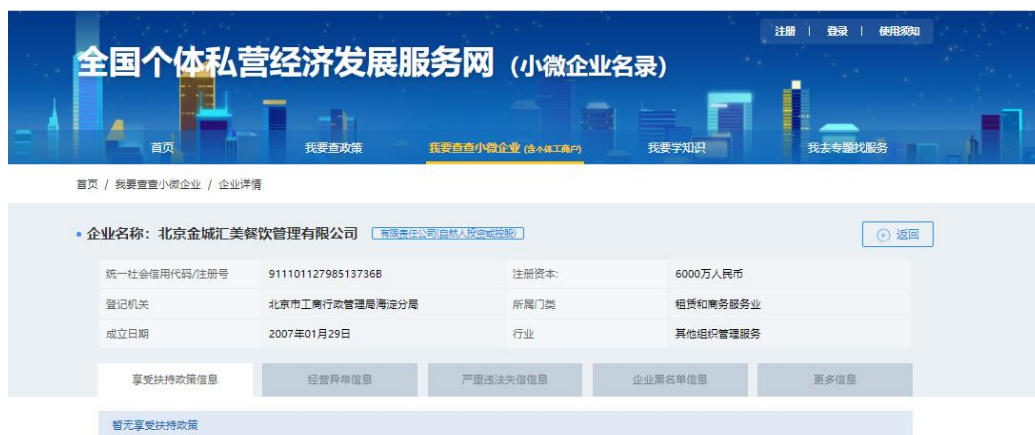 注册 | 登录 | 使用须知
全国个体私营经济发展服务网 (小微企业名录)
首页 我要查政策 我要查查小微企业 (含个体工商户) 我要学知识 我去专题找服务
首页 / 我要查查小微企业 / 企业详情
企业名称：北京金城汇美餐饮管理有限公司 有限责任公司(自然人投资或控股) 返回
统一社会信用代码/注册号 91110112798513736B 注册资本: 6000万人民币
登记机关 北京市工商行政管理局海淀分局 所属门类 租赁和商务服务业
成立日期 2007年01月29日 行业 其他组织管理服务
享受扶持政策信息 经营异常信息 严重违法失信信息 企业黑名单信息 更多信息
暂无享受扶持政策